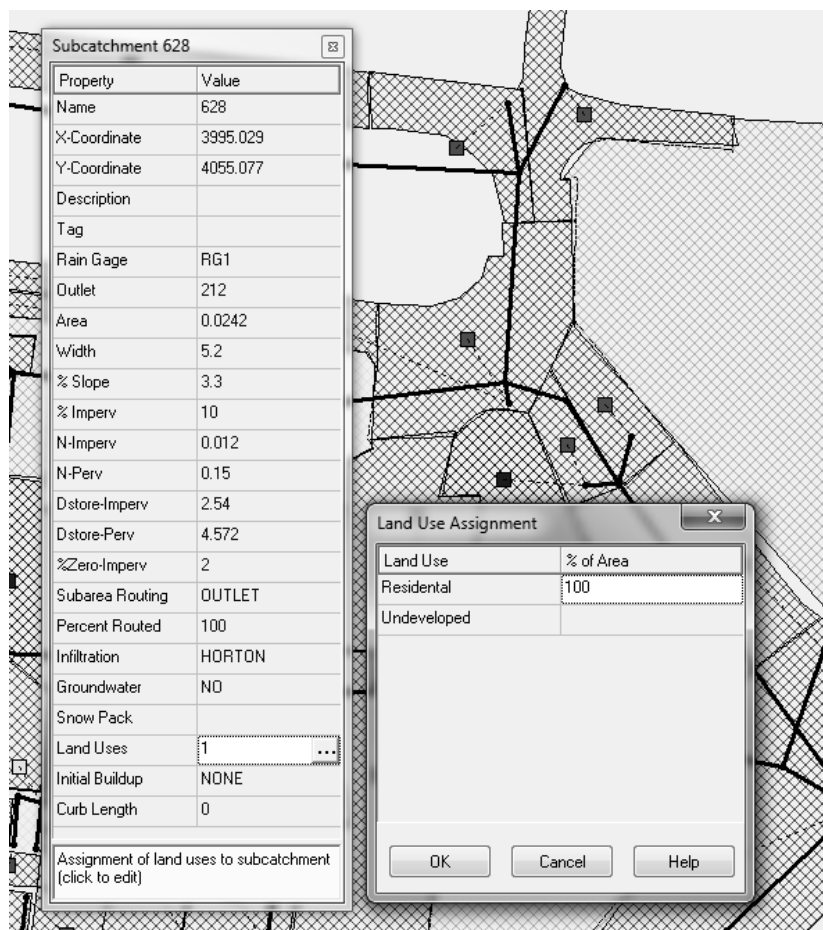 Subcatchment 628
Property Value
Name 628
X-Coordinate 3995.029
Y-Coordinate 4055.077
Description
Tag
Rain Gage RG1
Outlet 212
Area 0.0242
Width 5.2
% Slope 3.3
% Imperv 10
N-Imperv 0.012
N-Perv 0.15
Dstore-Imperv 2.54
Dstore-Perv 4.572
%Zero-Imperv 2
Subarea Routing OUTLET
Percent Routed 100
Infiltration HORTON
Groundwater NO
Snow Pack
Land Uses 1 ...
Initial Buildup NONE
Curb Length 0
Assignment of land uses to subcatchment
(click to edit)
Land Use Assignment
Land Use % of Area
Residental 100
Undeveloped
OK Cancel Help